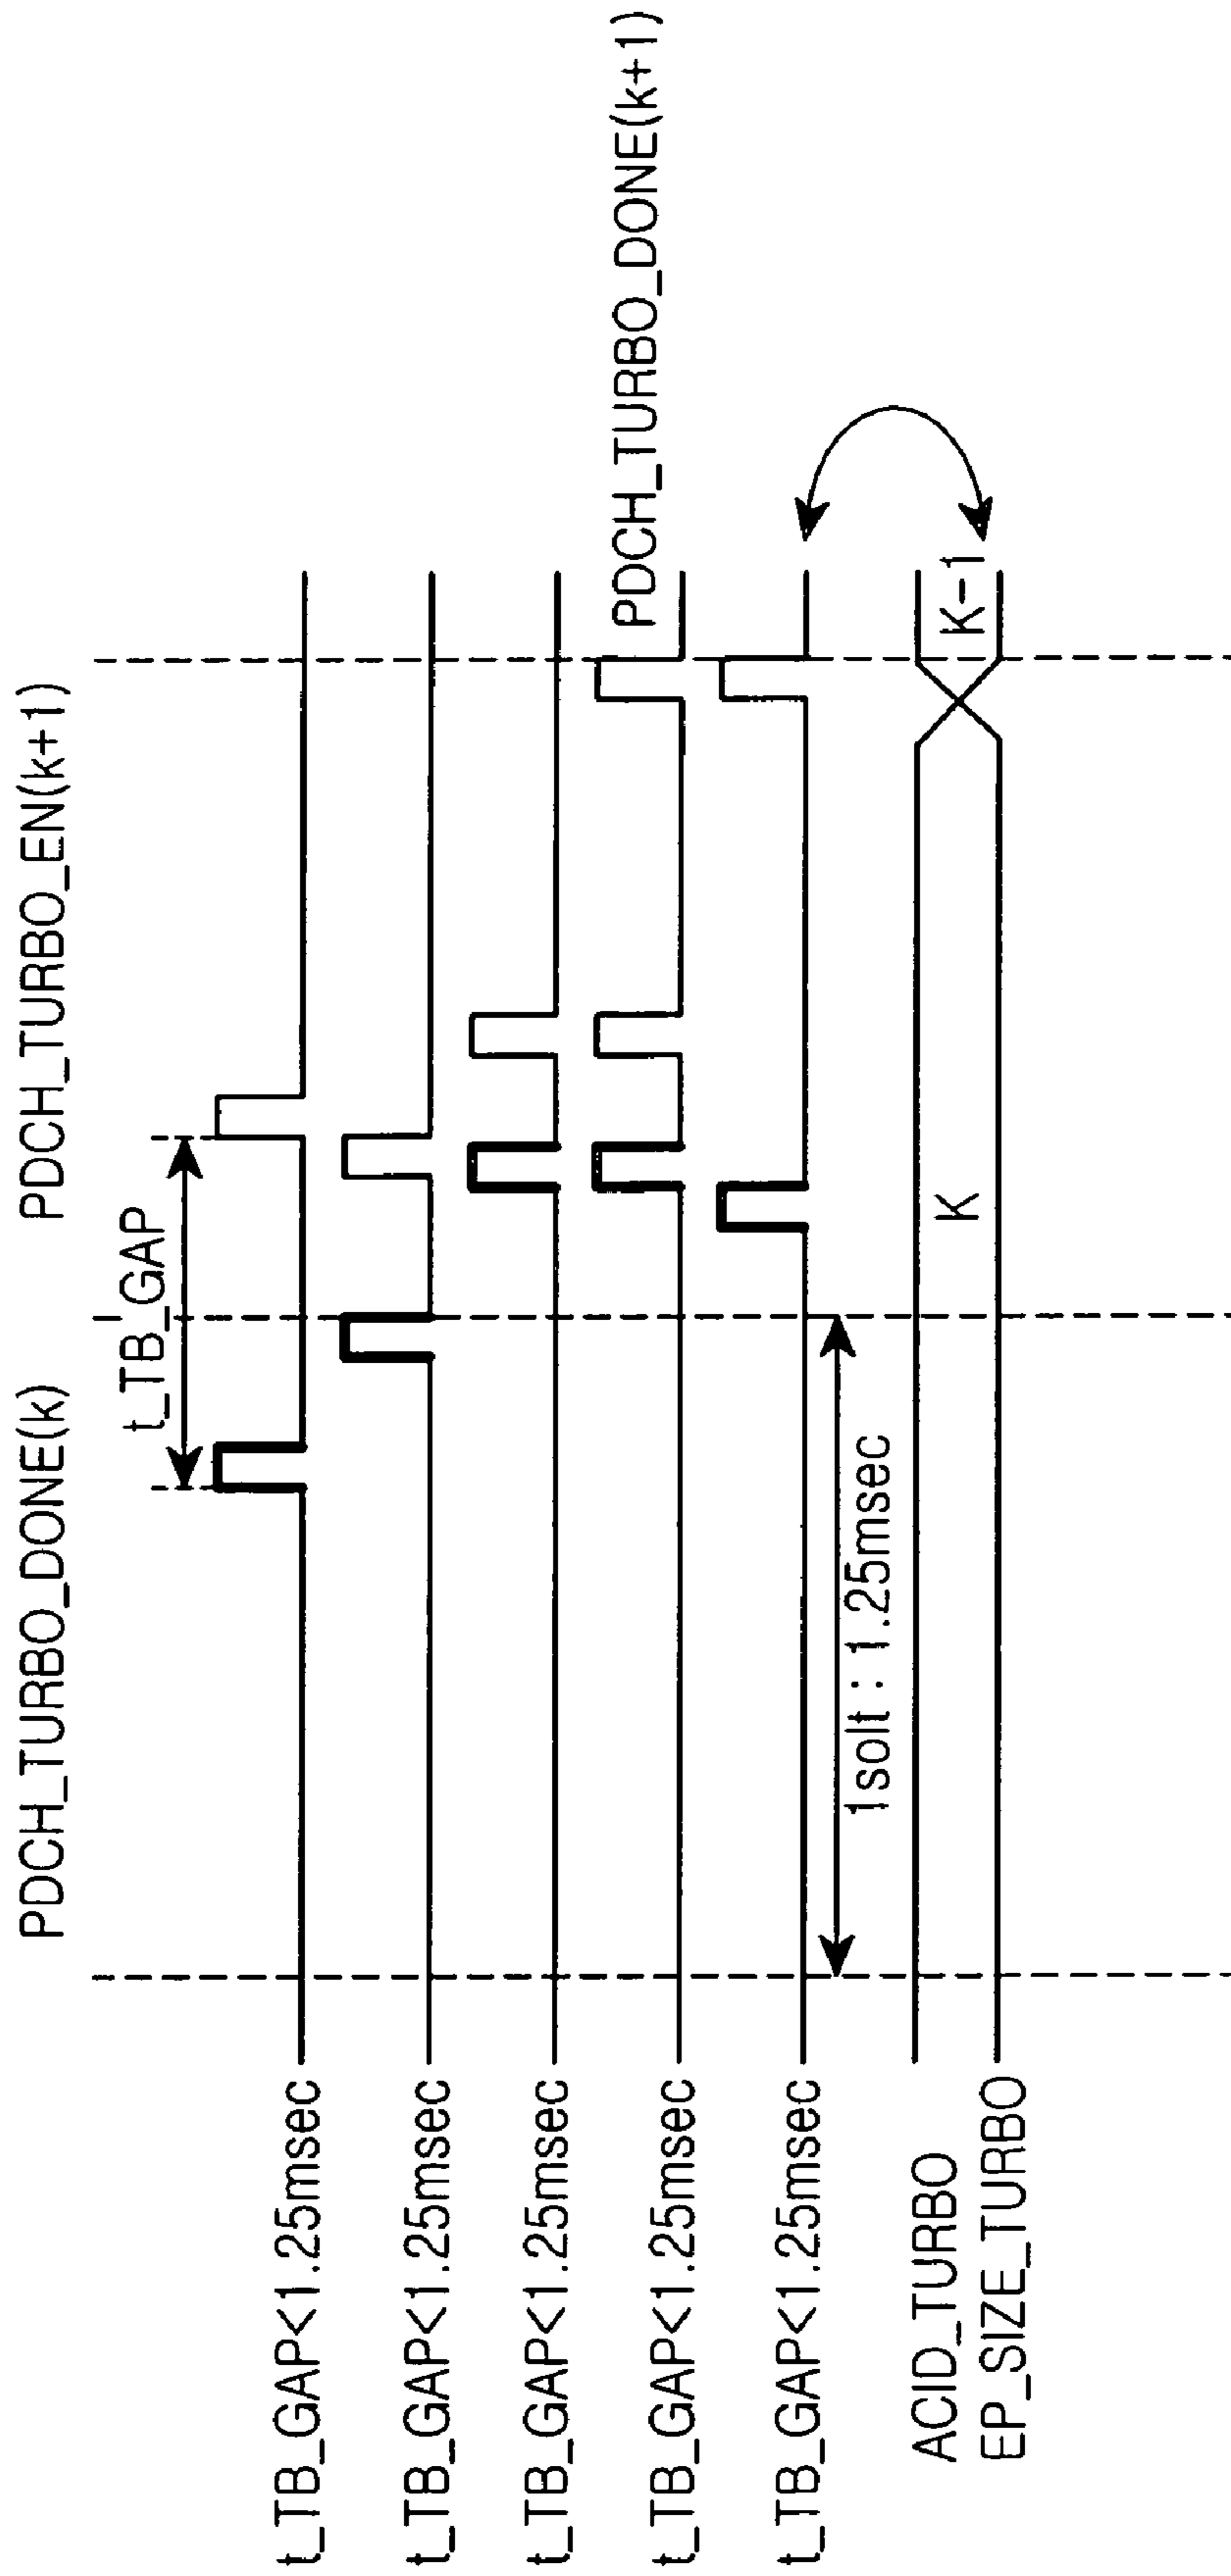 PDCH_TURBO_DONE(k)
PDCH_TURBO_EN(k+1)
t_TB_GAP
t_TB_GAP<1.25msec
t_TB_GAP<1.25msec
t_TB_GAP<1.25msec
t_TB_GAP<1.25msec
PDCH_TURBO_DONE(k+1)
t_TB_GAP<1.25msec
1solt : 1.25msec
ACID_TURBO
EP_SIZE_TURBO
K
K-1